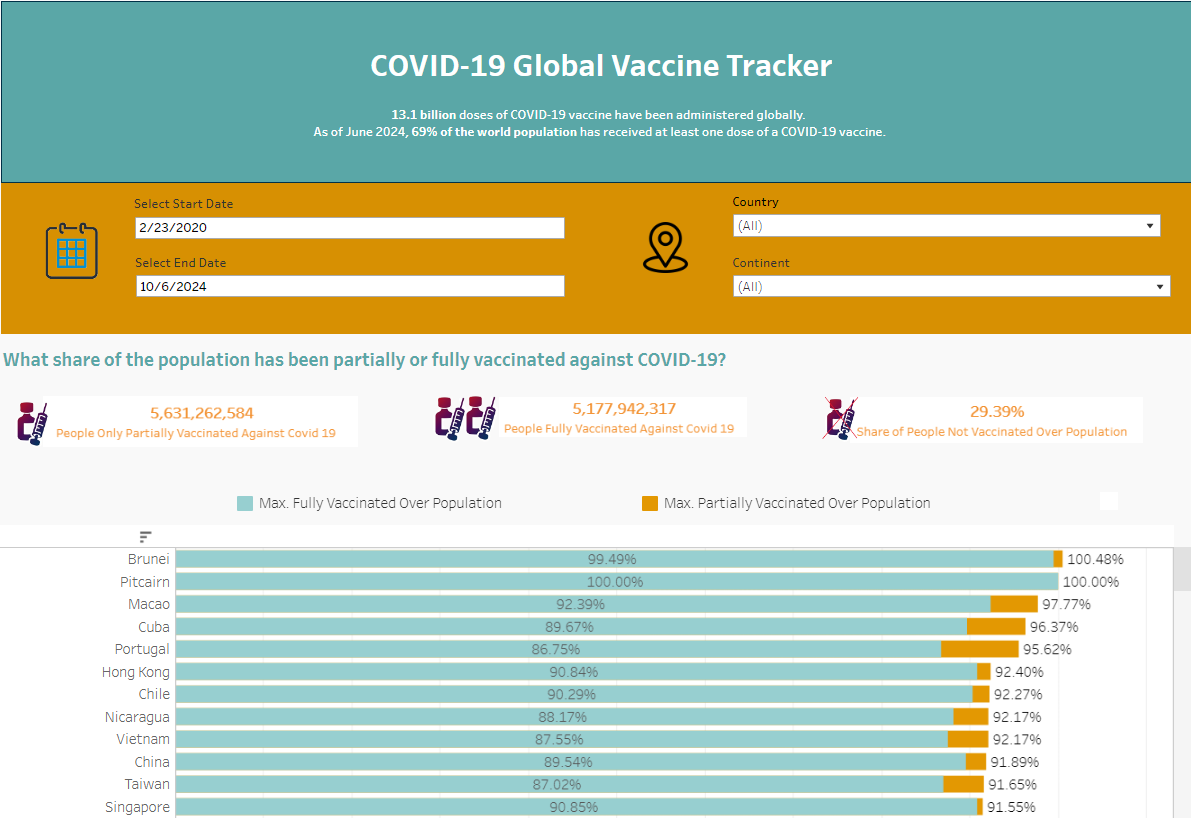 COVID-19 Global Vaccine Tracker
13.1 billion doses of COVID-19 vaccine have been administered globally.
As of June 2024, 69% of the world population has received at least one dose of a COVID-19 vaccine.
Select Start Date
2/23/2020
Select End Date
10/6/2024
Country
(All)
Continent
(All)
What share of the population has been partially or fully vaccinated against COVID-19?
5,631,262,584
People Only Partially Vaccinated Against Covid 19
5,177,942,317
People Fully Vaccinated Against Covid 19
29.39%
Share of People Not Vaccinated Over Population
Max. Fully Vaccinated Over Population
Max. Partially Vaccinated Over Population
Brunei 99.49% 100.48%
Pitcairn 100.00% 100.00%
Macao 92.39% 97.77%
Cuba 89.67% 96.37%
Portugal 86.75% 95.62%
Hong Kong 90.84% 92.40%
Chile 90.29% 92.27%
Nicaragua 88.17% 92.17%
Vietnam 87.55% 92.17%
China 89.54% 91.89%
Taiwan 87.02% 91.65%
Singapore 90.85% 91.55%